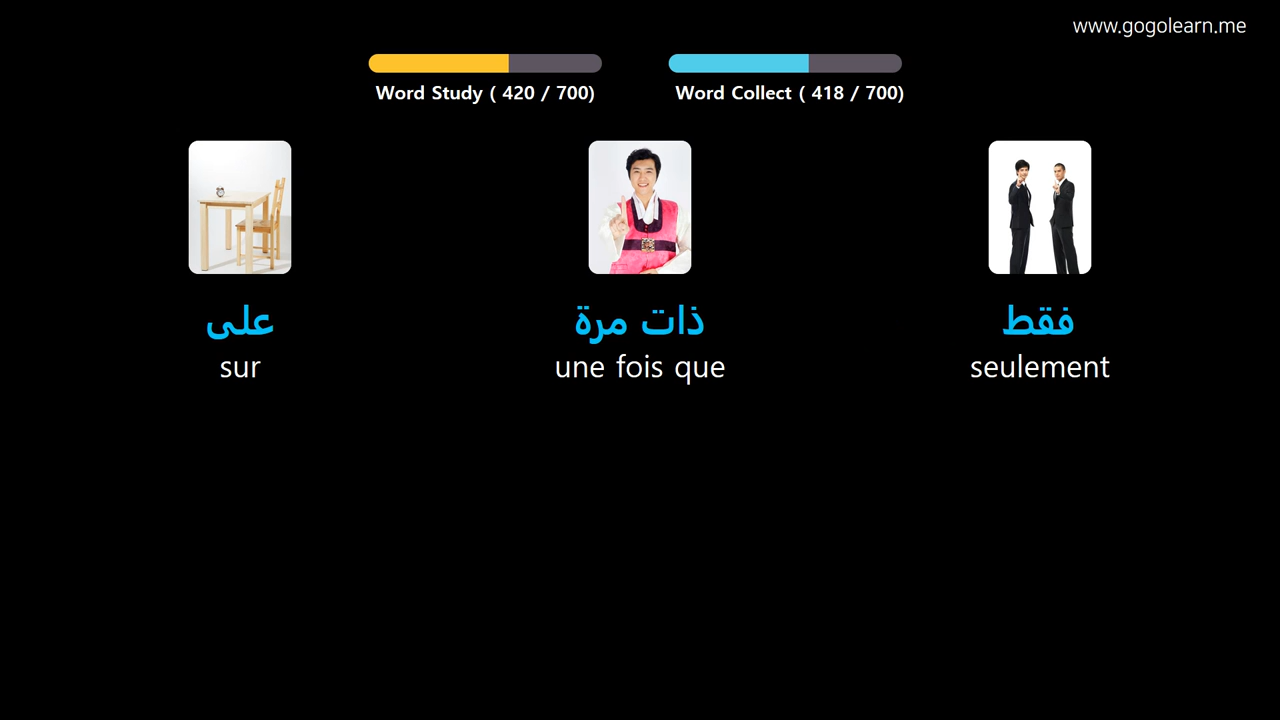 www.gogolearn.me
Word Study ( 420 / 700)
Word Collect ( 418 / 700)
على
sur
ذات مرة
une fois que
فقط
seulement